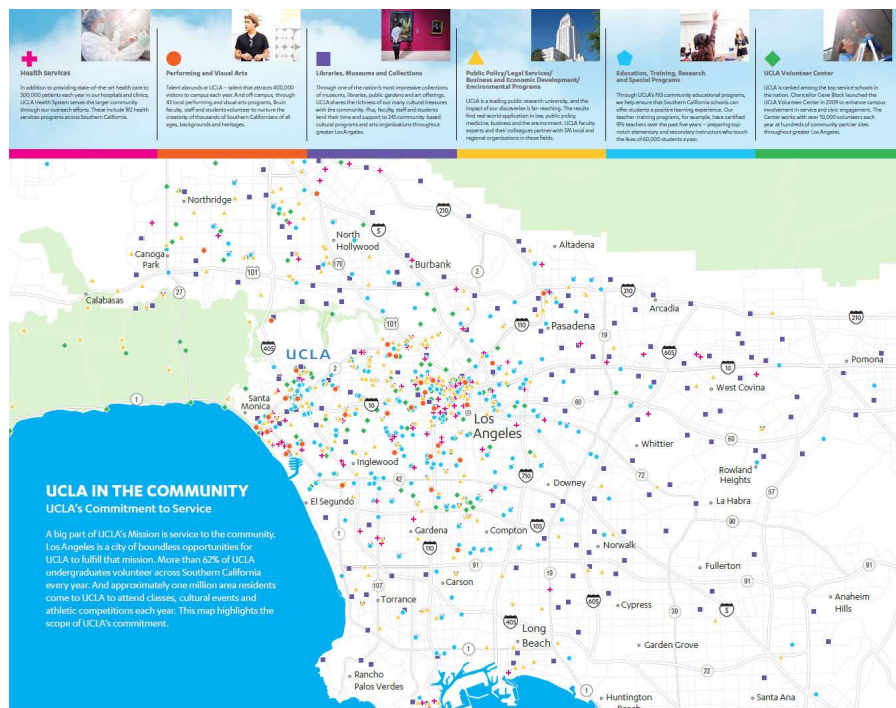 Health Services
In addition to providing state-of-the-art health care to
300,000 patients each year in our hospitals and clinics,
UCLA Health System serves the larger community
through our outreach efforts. These include 182 health
services programs across Southern California.
Performing and Visual Arts
Talent abounds at UCLA – talent that attracts 400,000
visitors to campus each year. And off campus, through
43 local performing and visual arts programs, Bruin
faculty, staff and students volunteer to nurture the
creativity of thousands of Southern Californians of all
ages, backgrounds and heritages.
Libraries, Museums and Collections
Through one of the nation's most impressive collections
of museums, libraries, public gardens and art offerings,
UCLA shares the richness of our many cultural treasures
with the community. Plus, faculty, staff and students
lend their time and support to 245 community-based
cultural programs and arts organizations throughout
greater Los Angeles.
Public Policy/Legal Services/
Business and Economic Development/
Environmental Programs
UCLA is a leading public research university, and the
impact of our discoveries is far-reaching. The results
find real world application in law, public policy,
medicine, business and the environment. UCLA faculty
experts and their colleagues partner with 376 local and
regional organizations in these fields.
Education, Training, Research
and Special Programs
Through UCLA's 763 community educational programs,
we help ensure that Southern California schools can
offer students a positive learning experience. Our
teacher-training programs, for example, have certified
976 teachers over the past five years – preparing top-
notch elementary and secondary instructors who touch
the lives of 60,000 students a year.
UCLA Volunteer Center
UCLA is ranked among the top service schools in
the nation. Chancellor Gene Block launched the
UCLA Volunteer Center in 2009 to enhance campus
involvement in service and civic engagement. The
Center works with over 10,000 volunteers each
year at hundreds of community partner sites
throughout greater Los Angeles.
Northridge
210
5
North
Hollywood
Altadena
Canoga
Park
101
170
Burbank
2
27
Calabasas
210
Arcadia
101
110
Pasadena
19
210
405
UCLA
2
605
10
Pomona
1
Santa
Monica
10
West Covina
60
Los
Angeles
60
Whittier
Inglewood
710
72
Rowland
Heights
42
Downey
57
El Segundo
La Habra
105
90
1
Gardena
Compton
110
Norwalk
91
Fullerton
91
91
Carson
19
107
Torrance
605
Cypress
39
5
Anaheim
Hills
405
Long
Beach
1
Garden Grove
22
Rancho
Palos Verdes
1
Huntington
Santa Ana
UCLA IN THE COMMUNITY
UCLA's Commitment to Service
A big part of UCLA's Mission is service to the community.
Los Angeles is a city of boundless opportunities for
UCLA to fulfill that mission. More than 62% of UCLA
undergraduates volunteer across Southern California
every year. And approximately one million area residents
come to UCLA to attend classes, cultural events and
athletic competitions each year. This map highlights the
scope of UCLA's commitment.